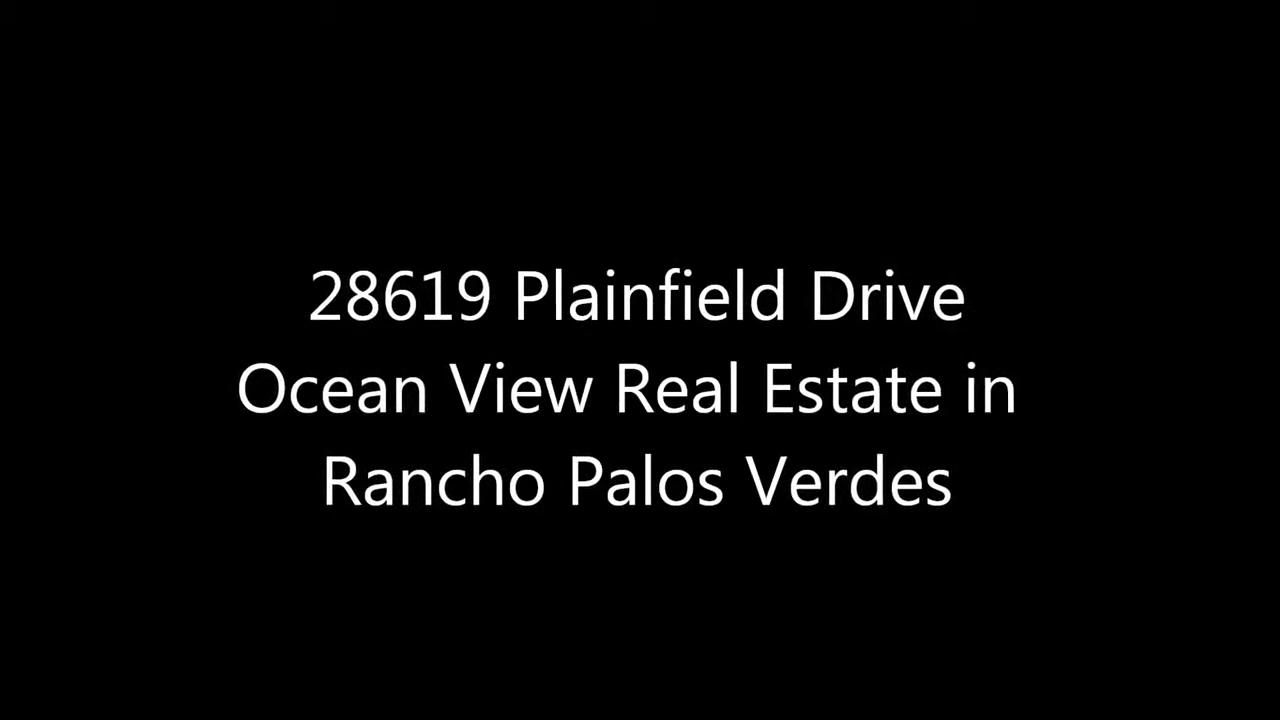 28619 Plainfield Drive
Ocean View Real Estate in
Rancho Palos Verdes